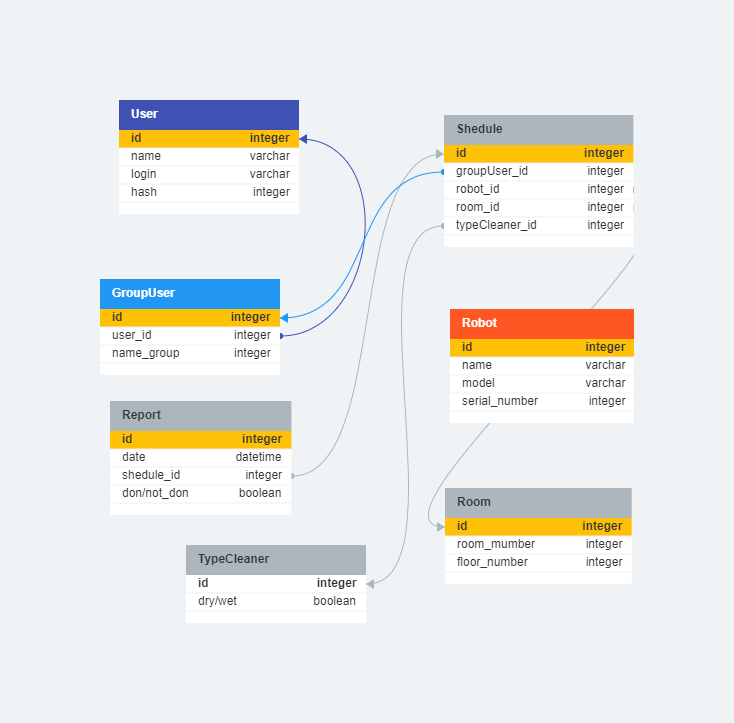 User
id integer
name varchar
login varchar
hash integer
Shedule
id integer
groupUser_id integer
robot_id integer
room_id integer
typeCleaner_id integer
GroupUser
id integer
user_id integer
name_group integer
Robot
id integer
name varchar
model varchar
serial_number integer
Report
id integer
date datetime
shedule_id integer
don/not_don boolean
Room
id integer
room_mumber integer
floor_number integer
TypeCleaner
id integer
dry/wet boolean